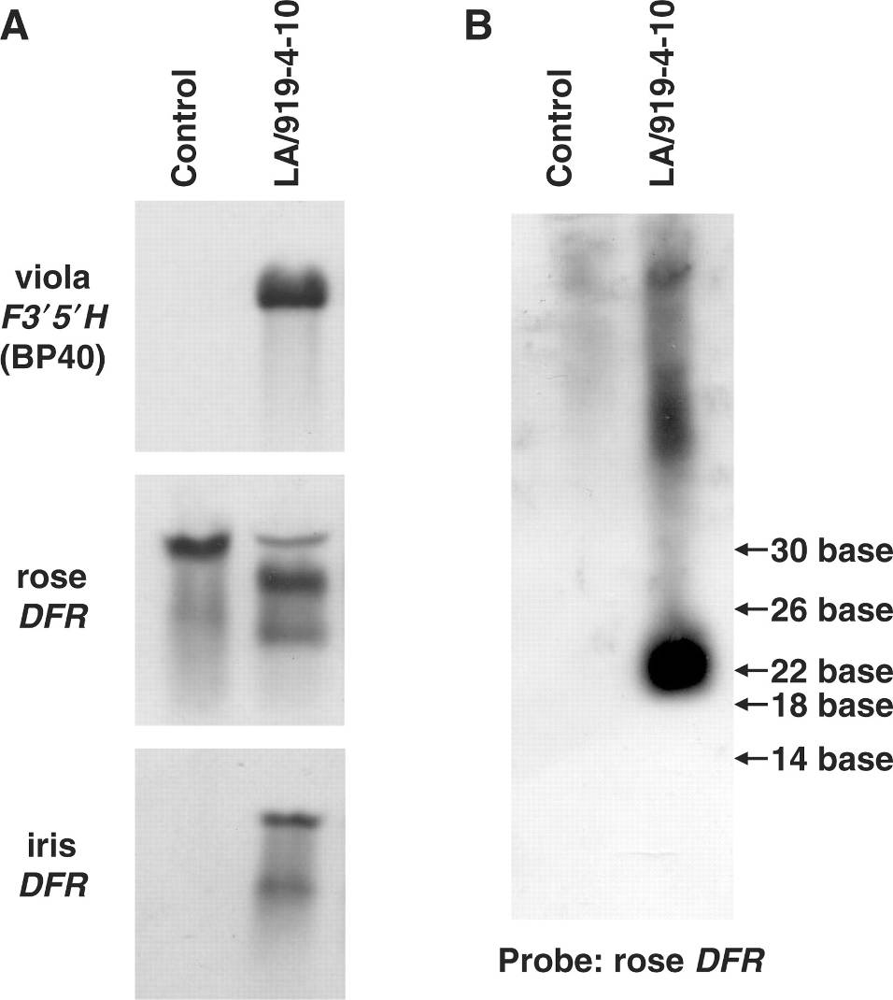 A
Control
LA/919-4-10
viola
F3′5′H
(BP40)
rose
DFR
iris
DFR
B
Control
LA/919-4-10
←30 base
←26 base
←22 base
←18 base
←14 base
Probe: rose DFR